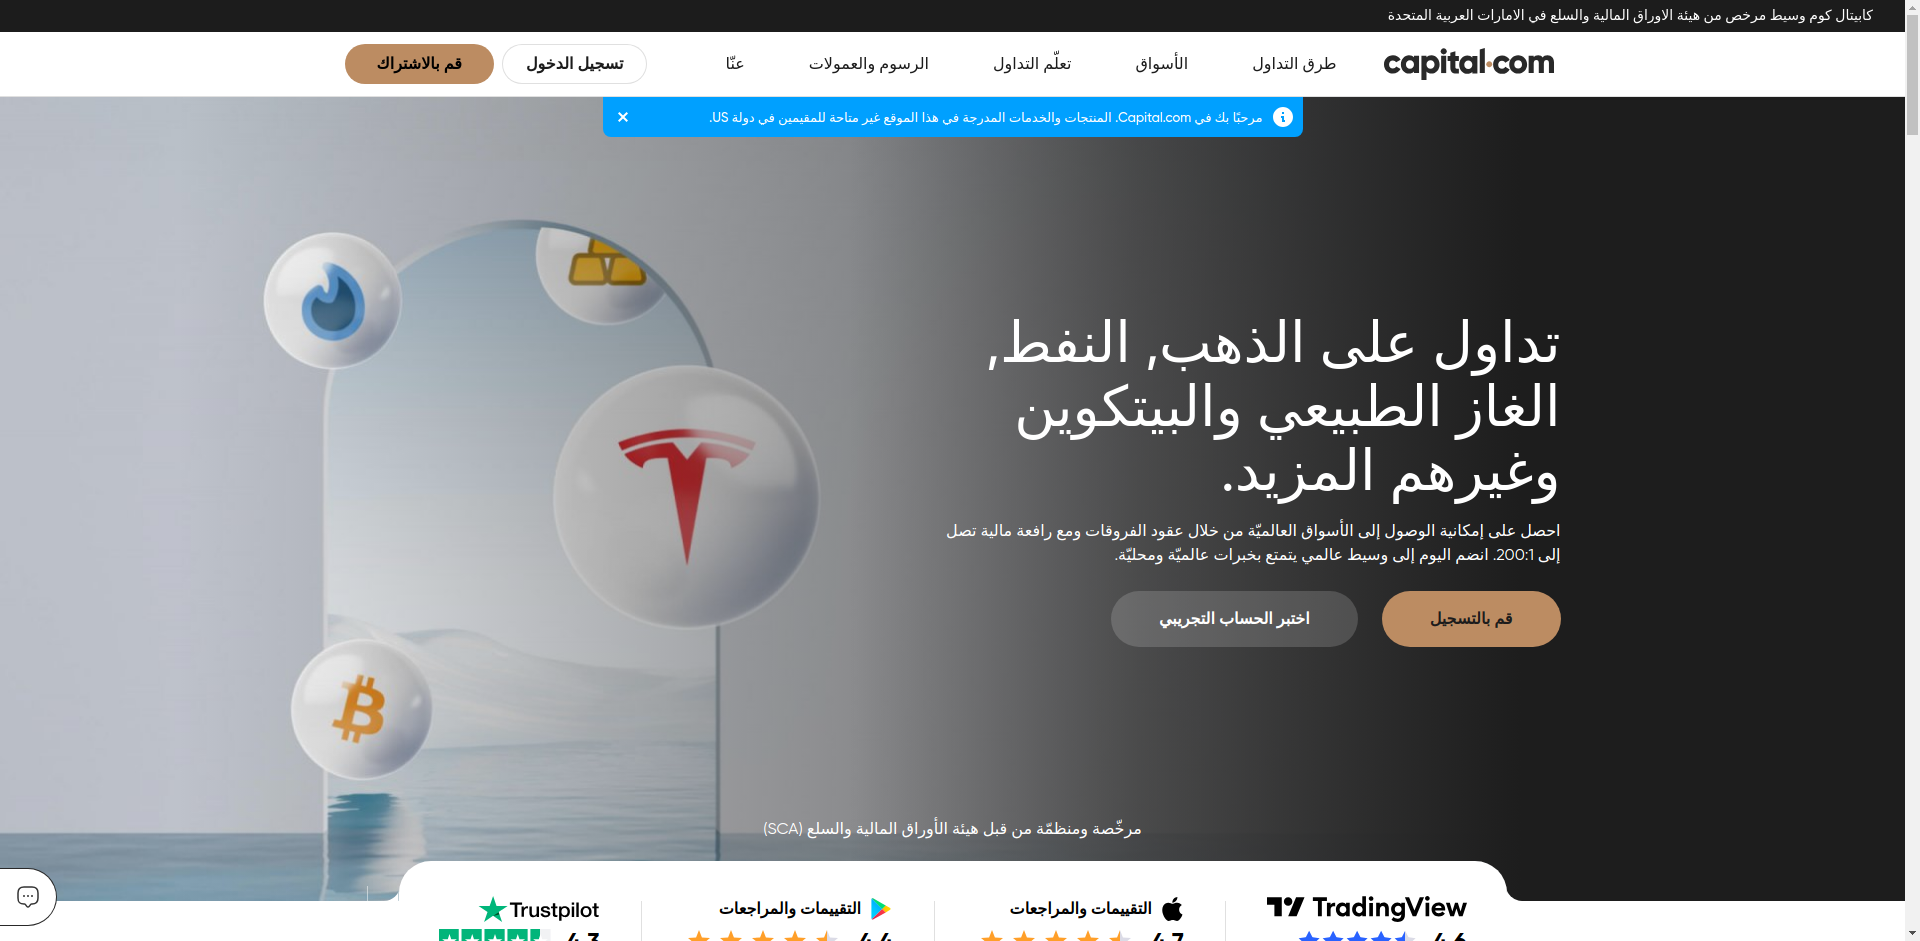 كابيتال كوم وسيط مرخص من هيئة الاوراق المالية والسلع في الامارات العربية المتحدة
capital.com
طرق التداول
الأسواق
تعلّم التداول
الرسوم والعمولات
عنّا
تسجيل الدخول
قم بالاشتراك
مرحبًا بك في Capital.com. المنتجات والخدمات المدرجة في هذا الموقع غير متاحة للمقيمين في دولة US.
تداول على الذهب, النفط,
الغاز الطبيعي والبيتكوين
وغيرهم المزيد.
احصل على إمكانية الوصول إلى الأسواق العالميّة من خلال عقود الفروقات ومع رافعة مالية تصل
إلى 200:1. انضم اليوم إلى وسيط عالمي يتمتع بخبرات عالميّة ومحليّة.
قم بالتسجيل
اختبر الحساب التجريبي
مرخّصة ومنظمّة من قبل هيئة الأوراق المالية والسلع (SCA)
TradingView
4.6
التقييمات والمراجعات
4.7
التقييمات والمراجعات
4.4
Trustpilot
4.3